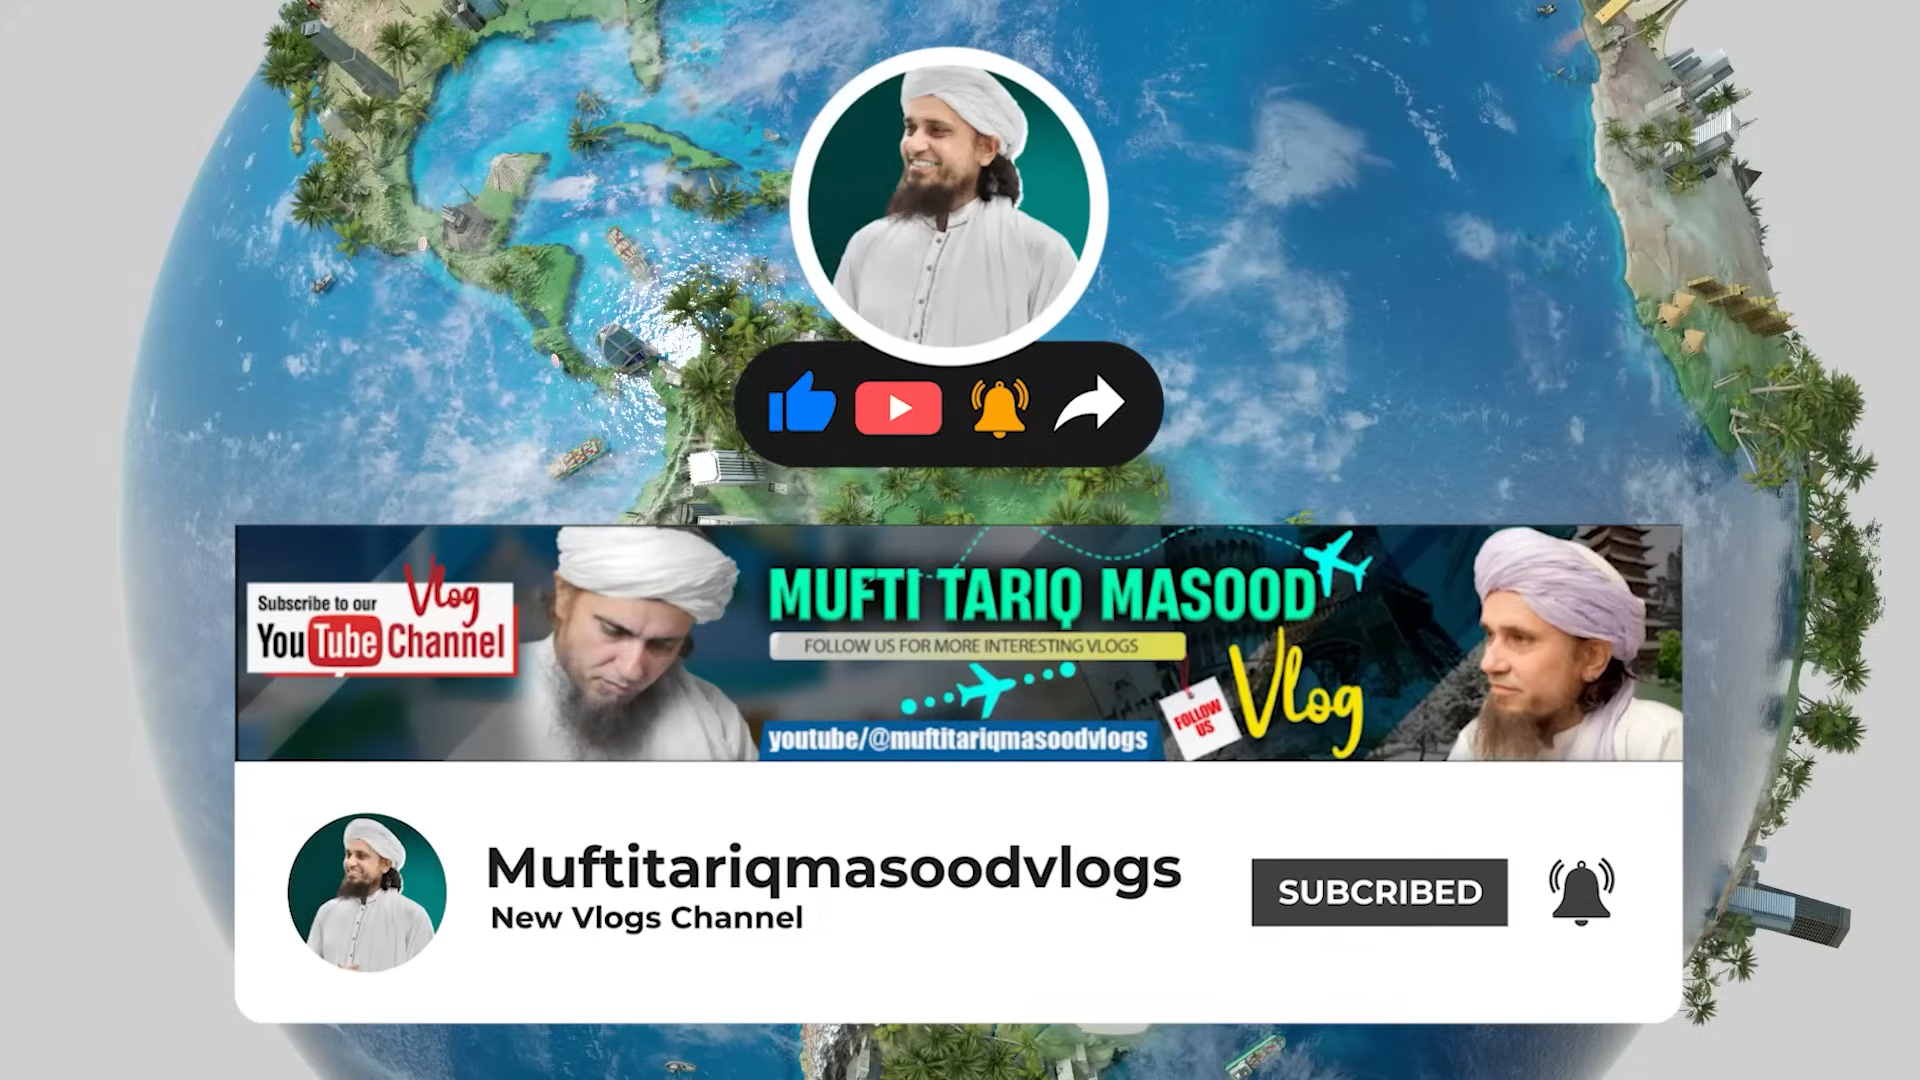 Subscribe to our Vlog
YouTube Channel
MUFTI TARIQ MASOOD
FOLLOW US FOR MORE INTERESTING VLOGS
Vlog
FOLLOW
US
youtube/@muftitariqmasoodvlogs
Muftitariqmasoodvlogs
New Vlogs Channel
SUBCRIBED